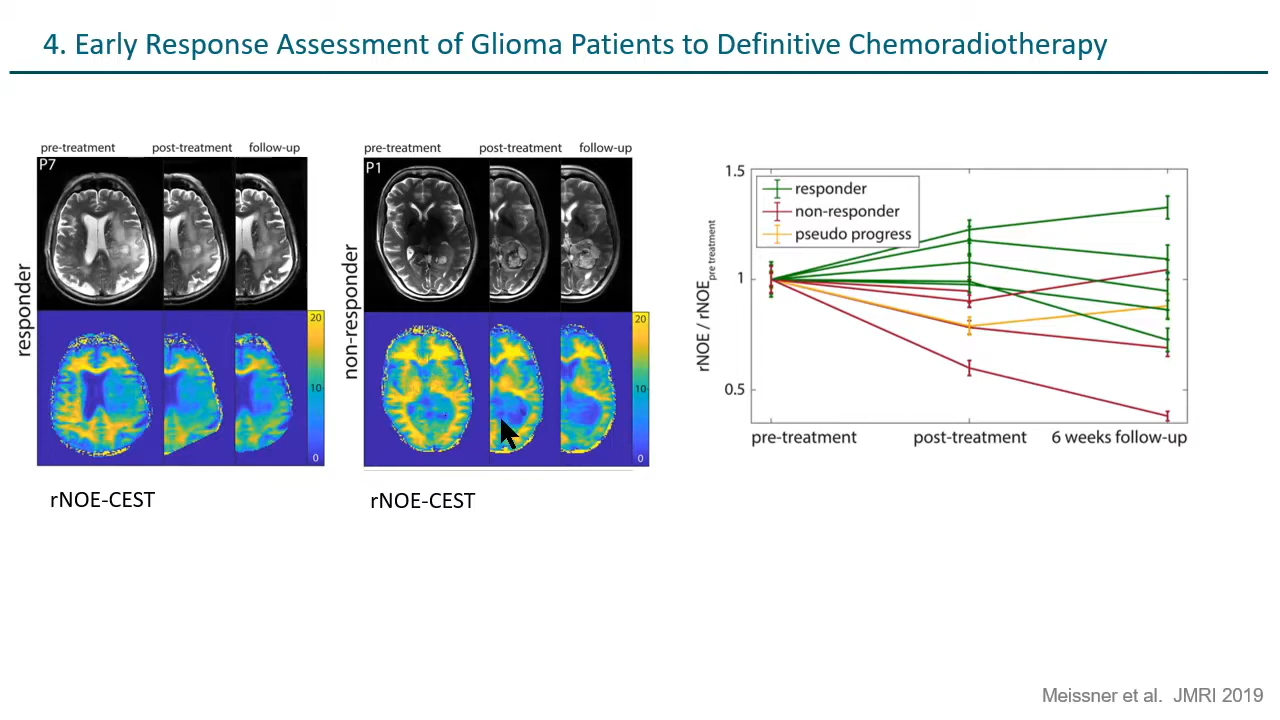 4. Early Response Assessment of Glioma Patients to Definitive Chemoradiotherapy
pre-treatment post-treatment follow-up
P7
responder
20
10
0
rNOE-CEST
pre-treatment post-treatment follow-up
P1
non-responder
20
10
0
rNOE-CEST
1.5
1
0.5
rNOE / rNOEpre treatment
responder
non-responder
pseudo progress
pre-treatment post-treatment 6 weeks follow-up
Meissner et al. JMRI 2019